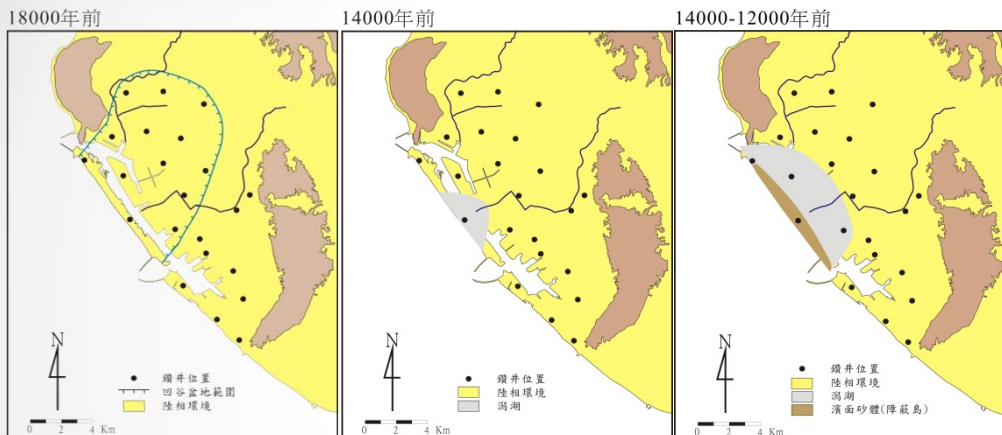 18000年前
14000年前
14000-12000年前
N
鑽井位置
凹谷盆地範圍
陸相環境
0 2 4 Km
N
鑽井位置
陸相環境
潟湖
0 2 4 Km
N
鑽井位置
陸相環境
潟湖
濱面砂體(障蔽島)
0 2 4 Km